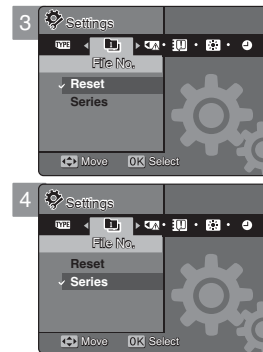 3
Settings
TYPE
File No.
Reset
Series
Move OK Select
4
Settings
TYPE
File No.
Reset
Series
Move OK Select